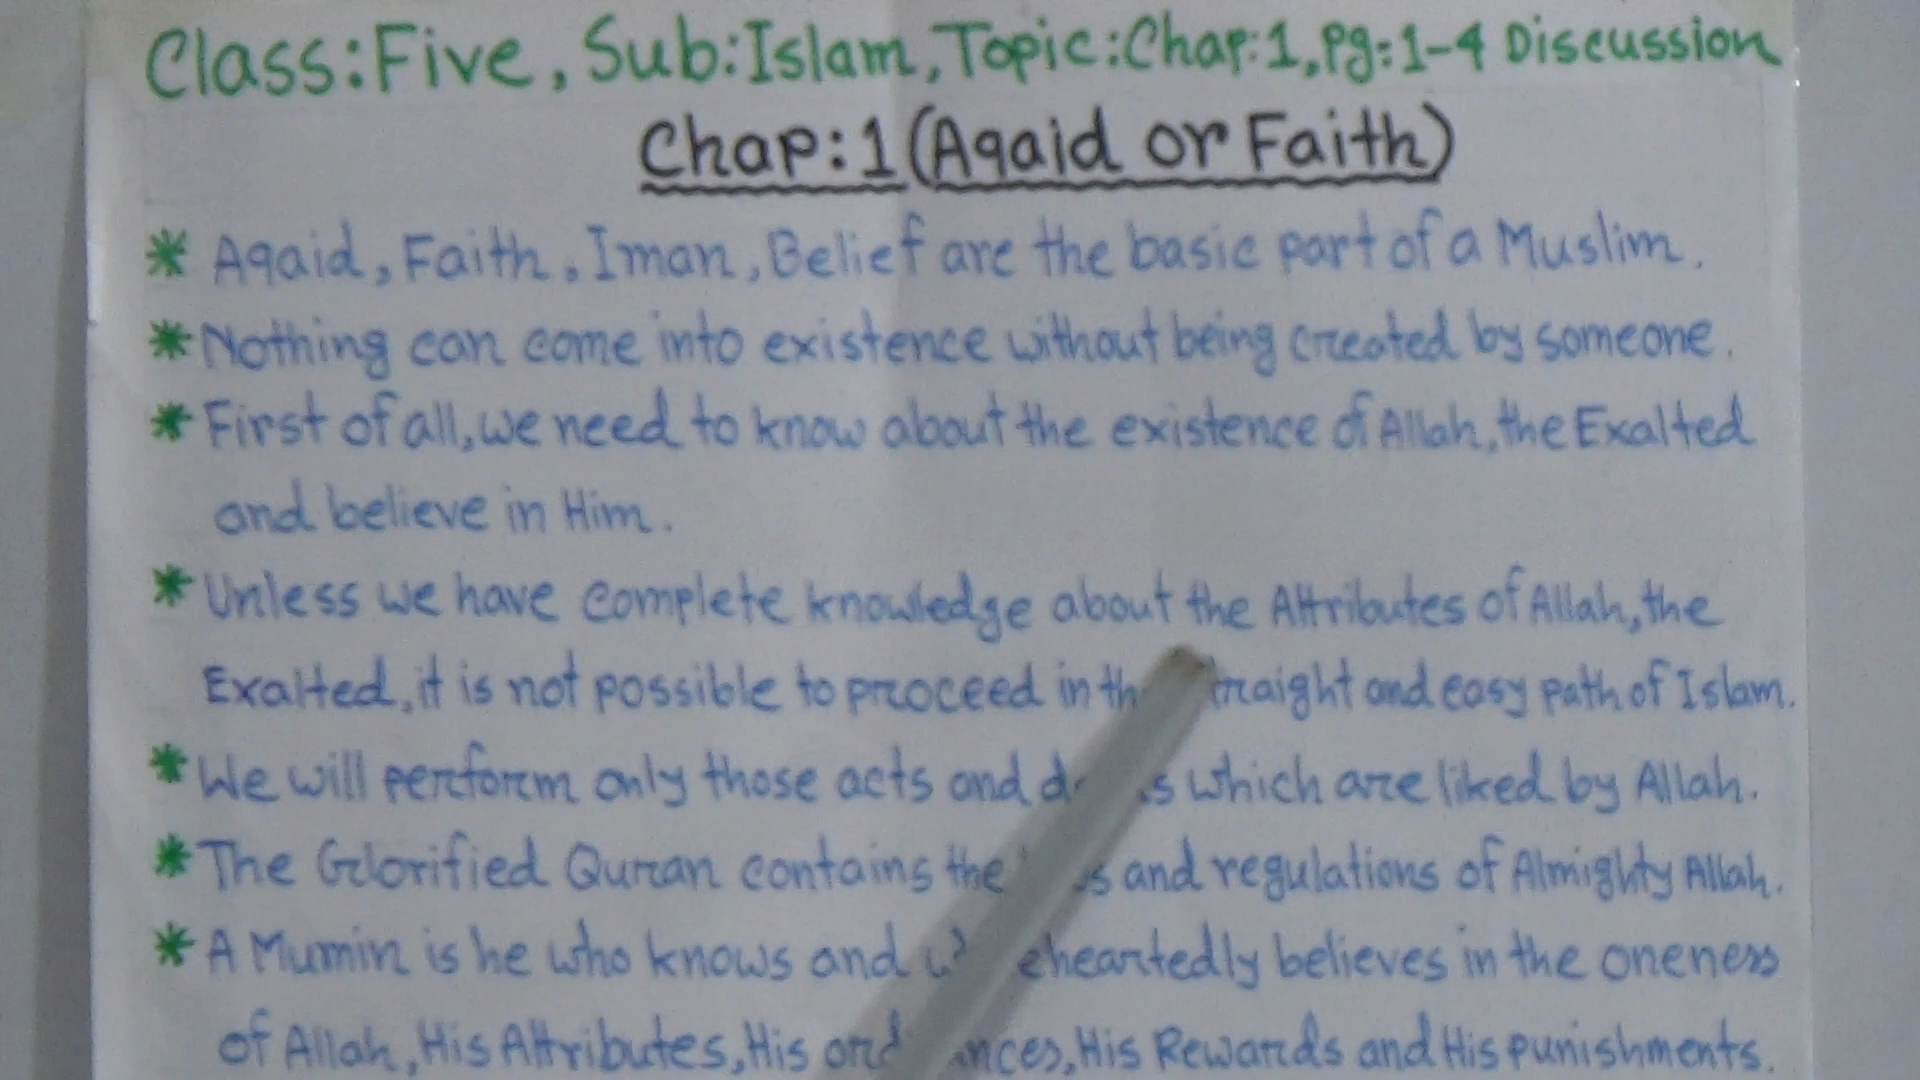 Class:Five, Sub:Islam, Topic:Chap:1, Pg:1-4 Discussion
Chap:1 (Aqaid or Faith)
* Aqaid, Faith, Iman, Belief are the basic part of a Muslim.
* Nothing can come into existence without being created by someone.
* First of all, we need to know about the existence of Allah, the Exalted
and believe in Him.
* Unless we have complete knowledge about the Attributes of Allah, the
Exalted, it is not possible to proceed in straight and easy path of Islam.
* We will perform only those acts and which are liked by Allah.
* The Glorified Quran contains the and regulations of Almighty Allah.
* A Mumin is he who knows and believes in the oneness
of Allah, His Attributes, His His Rewards and His punishments.